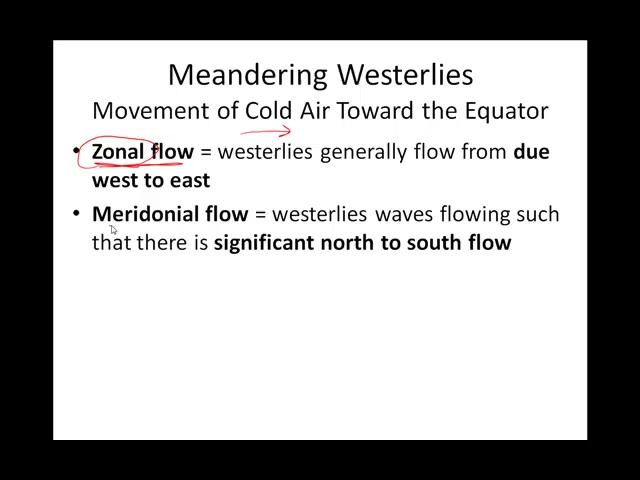 Meandering Westerlies
Movement of Cold Air Toward the Equator
• Zonal flow = westerlies generally flow from due
west to east
• Meridonial flow = westerlies waves flowing such
that there is significant north to south flow